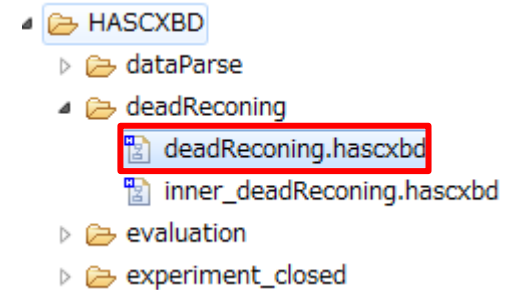 HASCXBD
dataParse
deadReconing
deadReconing.hascxbd
inner_deadReconing.hascxbd
evaluation
experiment_closed